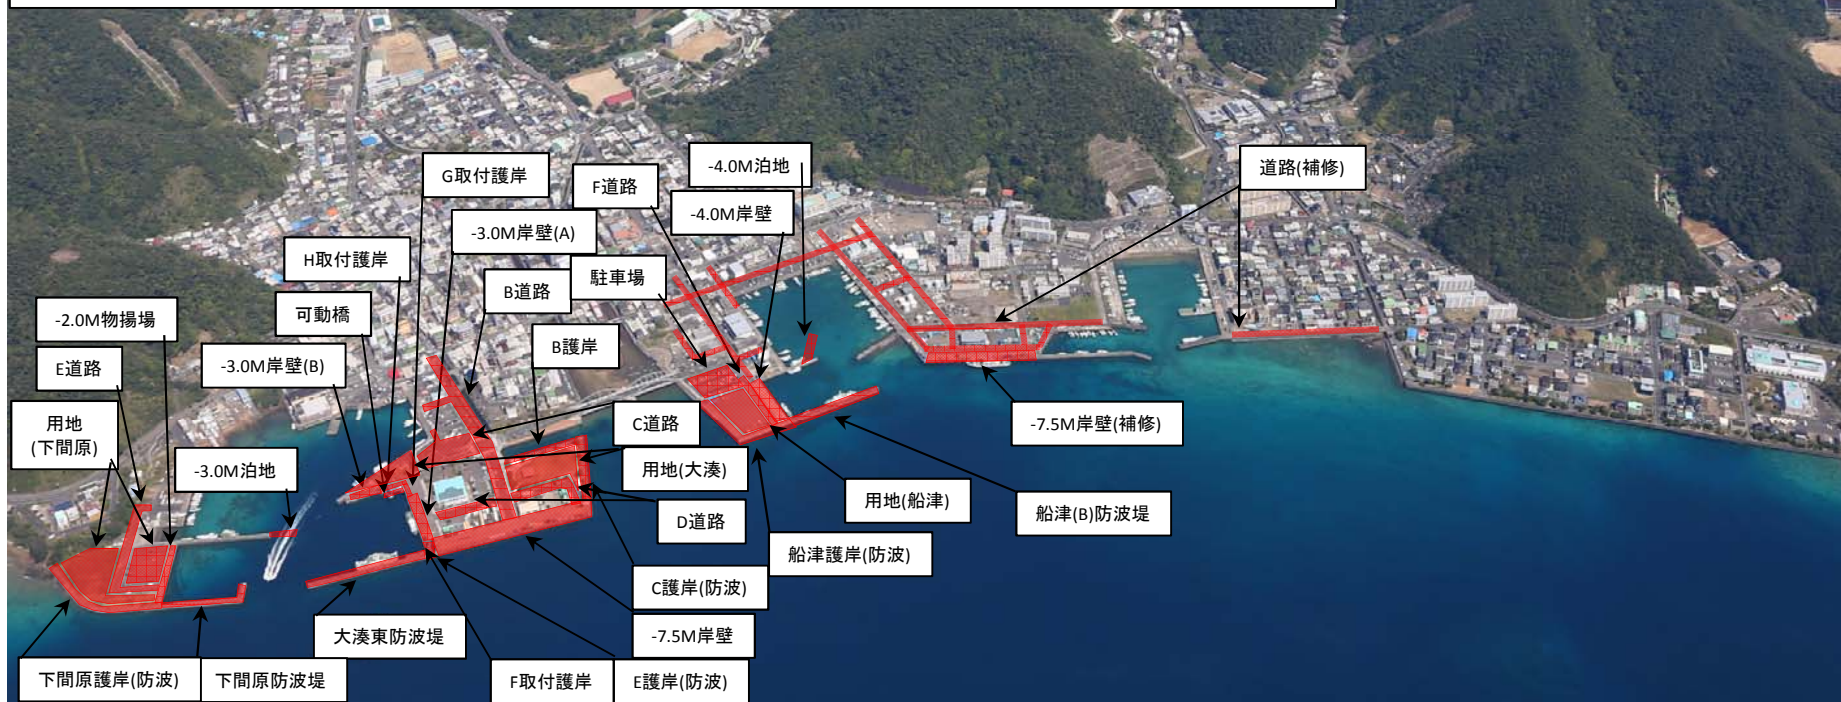 -4.0M泊地
道路(補修)
G取付護岸
F道路
-4.0M岸壁
-3.0M岸壁(A)
H取付護岸
駐車場
B道路
-2.0M物揚場
可動橋
B護岸
E道路
-3.0M岸壁(B)
用地
(下間原)
C道路
-7.5M岸壁(補修)
-3.0M泊地
用地(大湊)
用地(船津)
船津(B)防波堤
D道路
船津護岸(防波)
C護岸(防波)
大湊東防波堤
-7.5M岸壁
下間原護岸(防波)
下間原防波堤
F取付護岸
E護岸(防波)